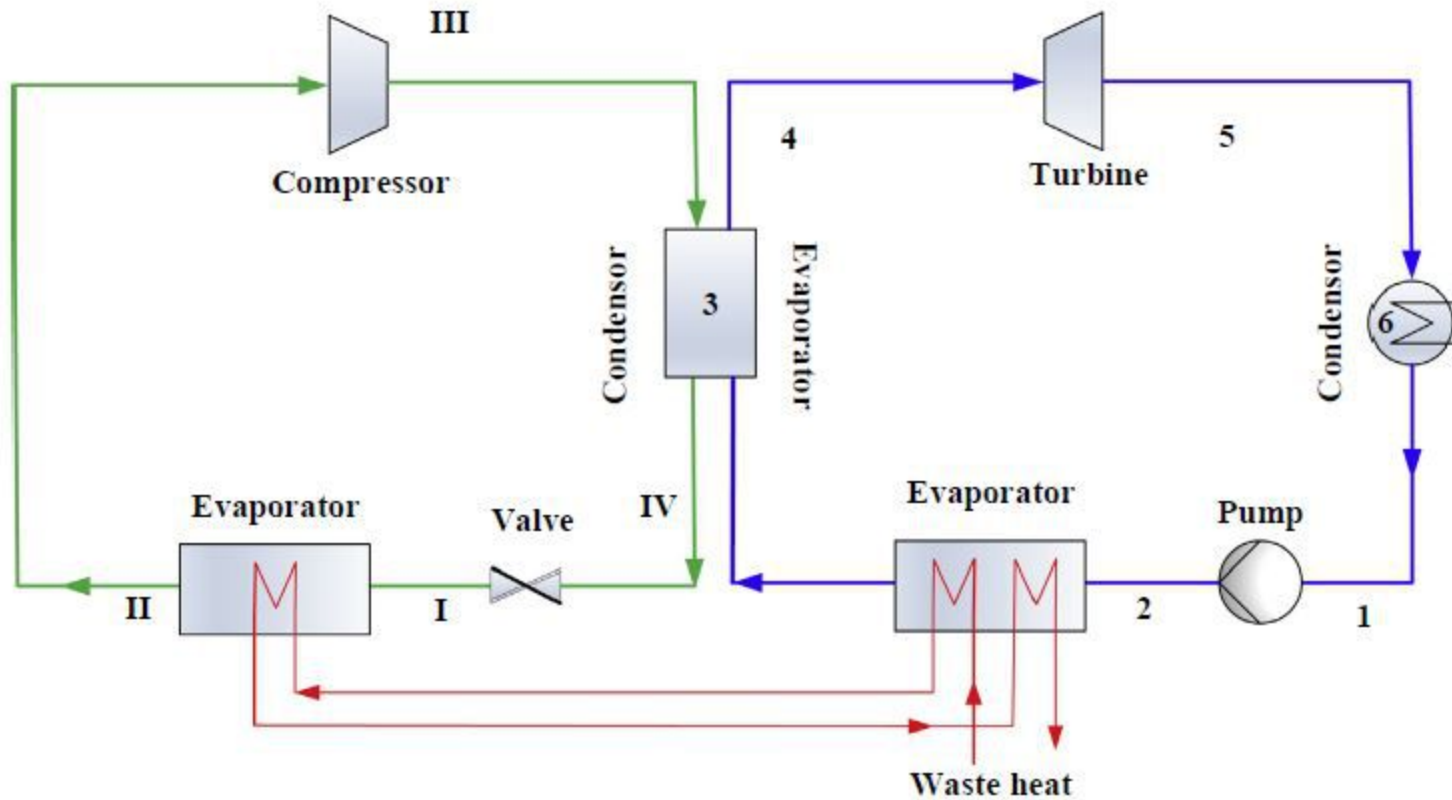 III
4
5
Compressor
Turbine
Condensor
3
Evaporator
6
Condensor
Evaporator
Valve
IV
Evaporator
Pump
II
I
2
1
Waste heat